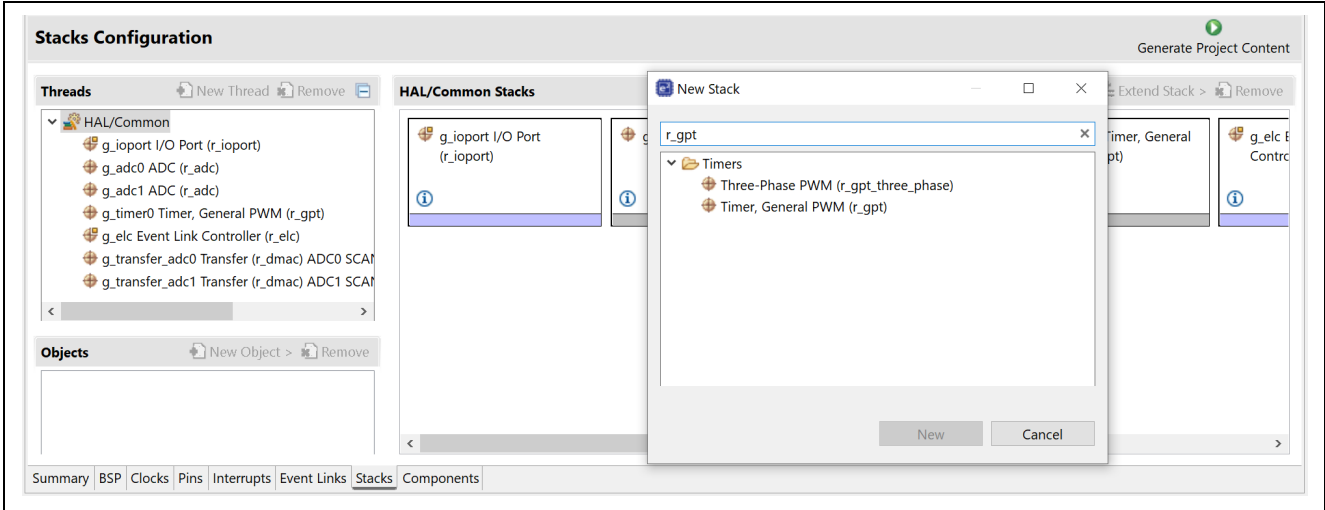 Stacks Configuration
Generate Project Content
Threads
New Thread
Remove
HAL/Common
g_ioport I/O Port (r_ioport)
g_adc0 ADC (r_adc)
g_adc1 ADC (r_adc)
g_timer0 Timer, General PWM (r_gpt)
g_elc Event Link Controller (r_elc)
g_transfer_adc0 Transfer (r_dmac) ADC0
g_transfer_adc1 Transfer (r_dmac) ADC1
Objects
New Object >
Remove
HAL/Common Stacks
Extend Stack >
Remove
g_ioport I/O Port
(r_ioport)
Timer, General
g_elc
New Stack
r_gpt
Timers
Three-Phase PWM (r_gpt_three_phase)
Timer, General PWM (r_gpt)
New
Cancel
Summary
BSP
Clocks
Pins
Interrupts
Event Links
Stacks
Components